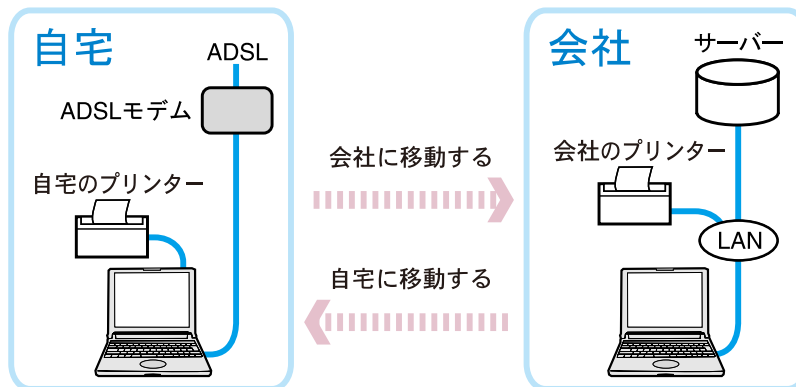 自宅
ADSL
ADSLモデム
自宅のプリンター
会社に移動する
自宅に移動する
会社
サーバー
会社のプリンター
LAN